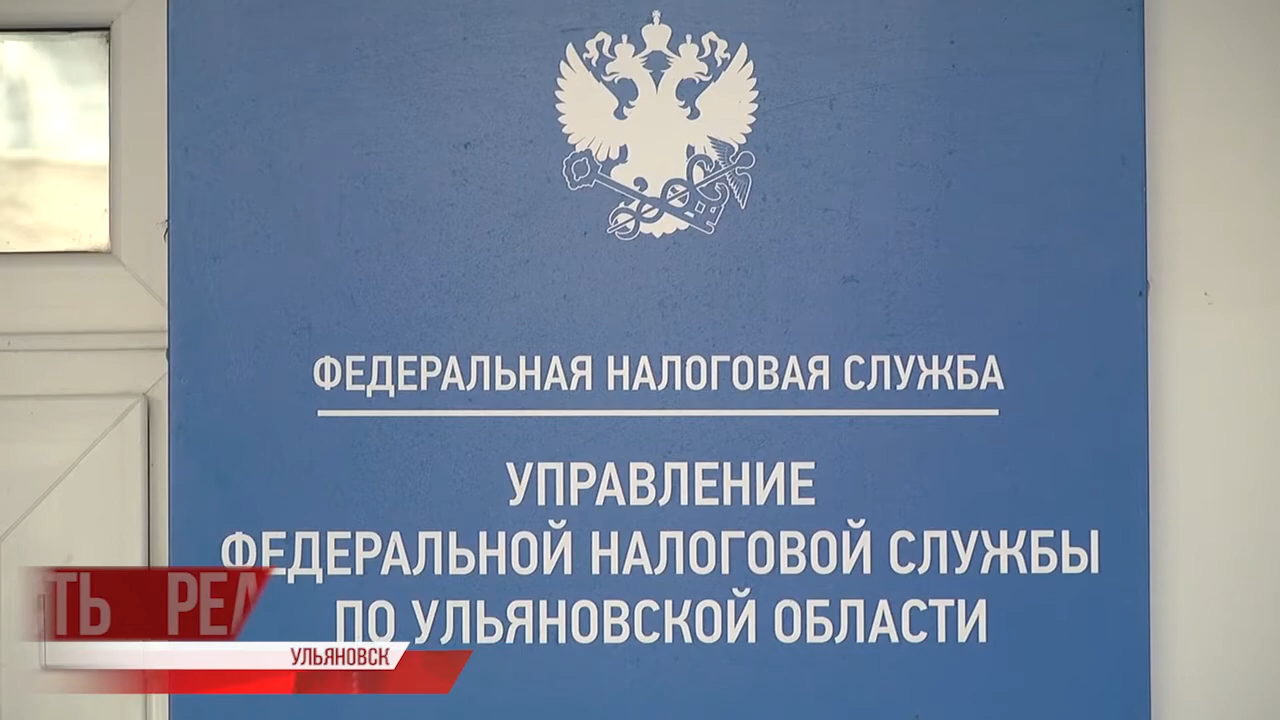 ФЕДЕРАЛЬНАЯ НАЛОГОВАЯ СЛУЖБА
УПРАВЛЕНИЕ
ФЕДЕРАЛЬНОЙ НАЛОГОВОЙ СЛУЖБЫ
ПО УЛЬЯНОВСКОЙ ОБЛАСТИ
УЛЬЯНОВСК